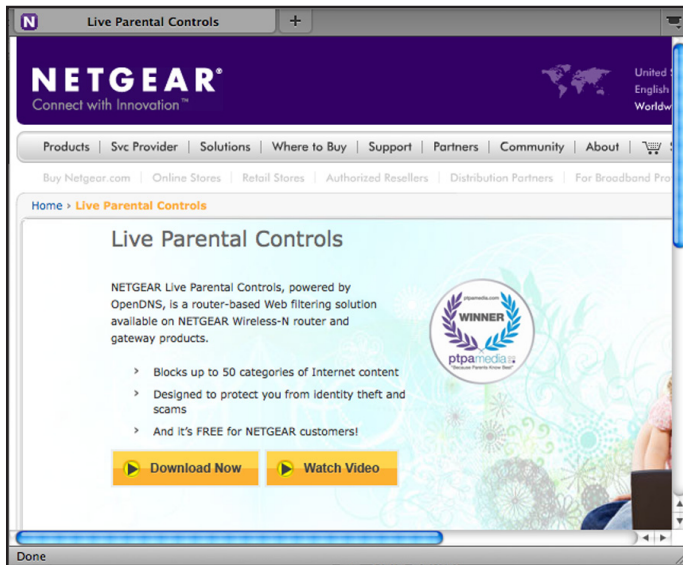 N Live Parental Controls +
NETGEAR®
Connect with Innovation™
United
English
Worldw
Products | Svc Provider | Solutions | Where to Buy | Support | Partners | Community | About |
Buy Netgear.com | Online Stores | Retail Stores | Authorized Resellers | Distribution Partners | For Broadband Pro
Home › Live Parental Controls
Live Parental Controls
NETGEAR Live Parental Controls, powered by
OpenDNS, is a router-based Web filtering solution
available on NETGEAR Wireless-N router and
gateway products.
› Blocks up to 50 categories of Internet content
› Designed to protect you from identity theft and
scams
› And it's FREE for NETGEAR customers!
ptpamedia.com
WINNER
ptpamedia
"Because Parents Know Best"
Download Now
Watch Video
Done